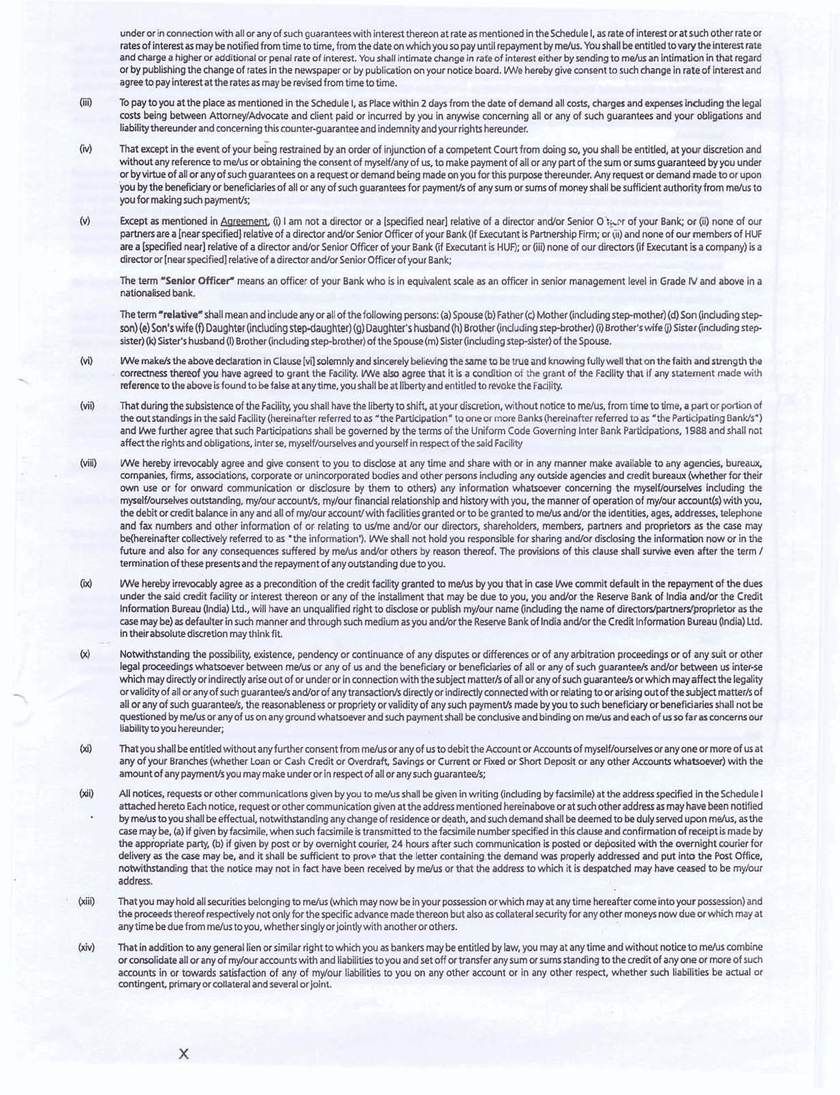 under or in connection with all or any of such guarantees with interest thereon at rate as mentioned in the Schedule I, as rate of interest or at such other rate or
rates of interest as may be notified from time to time, from the date on which you so pay until repayment by me/us. You shall be entitled to vary the interest rate
and charge a higher or additional or penal rate of interest. You shall intimate change in rate of interest either by sending to me/us an intimation in that regard
or by publishing the change of rates in the newspaper or by publication on your notice board. I/We hereby give consent to such change in rate of interest and
agree to pay interest at the rates as may be revised from time to time.
(iii) To pay to you at the place as mentioned in the Schedule I, as Place within 2 days from the date of demand all costs, charges and expenses including the legal
costs being between Attorney/Advocate and client paid or incurred by you in anywise concerning all or any of such guarantees and your obligations and
liability thereunder and concerning this counter-guarantee and indemnity and your rights hereunder.
(iv) That except in the event of your being restrained by an order of injunction of a competent Court from doing so, you shall be entitled, at your discretion and
without any reference to me/us or obtaining the consent of myself/any of us, to make payment of all or any part of the sum or sums guaranteed by you under
or by virtue of all or any of such guarantees on a request or demand being made on you for this purpose thereunder. Any request or demand made to or upon
you by the beneficiary or beneficiaries of all or any of such guarantees for payment/s of any sum or sums of money shall be sufficient authority from me/us to
you for making such payment/s;
(v) Except as mentioned in Agreement, (i) I am not a director or a [specified near] relative of a director and/or Senior of your Bank; or (ii) none of our
partners are a [near specified] relative of a director and/or Senior Officer of your Bank (if Executant is Partnership Firm; or (ii) and none of our members of HUF
are a [specified near] relative of a director and/or Senior Officer of your Bank (if Executant is HUF); or (iii) none of our directors (if Executant is a company) is a
director or [near specified] relative of a director and/or Senior Officer of your Bank;
The term "Senior Officer" means an officer of your Bank who is in equivalent scale as an officer in senior management level in Grade IV and above in a
nationalised bank.
The term "relative" shall mean and include any or all of the following persons: (a) Spouse (b) Father (c) Mother (including step-mother) (d) Son (including step-
son) (e) Son's wife (f) Daughter (including step-daughter) (g) Daughter's husband (h) Brother (including step-brother) (i) Brother's wife (j) Sister (including step-
sister) (k) Sister's husband (l) Brother (including step-brother) of the Spouse (m) Sister (including step-sister) of the Spouse.
(vi) I/We make/s the above declaration in Clause [vi] solemnly and sincerely believing the same to be true and knowing fully well that on the faith and strength the
correctness thereof you have agreed to grant the Facility. I/We also agree that it is a condition of the grant of the Facility that if any statement made with
reference to the above is found to be false at any time, you shall be at liberty and entitled to revoke the Facility.
(vii) That during the subsistence of the Facility, you shall have the liberty to shift, at your discretion, without notice to me/us, from time to time, a part or portion of
the out standings in the said Facility (hereinafter referred to as "the Participation" to one or more Banks (hereinafter referred to as "the Participating Bank/s")
and I/we further agree that such Participations shall be governed by the terms of the Uniform Code Governing Inter Bank Participations, 1988 and shall not
affect the rights and obligations, inter se, myself/ourselves and yourself in respect of the said Facility
(viii) I/We hereby irrevocably agree and give consent to you to disclose at any time and share with or in any manner make available to any agencies, bureaux,
companies, firms, associations, corporate or unincorporated bodies and other persons including any outside agencies and credit bureaux (whether for their
own use or for onward communication or disclosure by them to others) any information whatsoever concerning the myself/ourselves including the
myself/ourselves outstanding, my/our account/s, my/our financial relationship and history with you, the manner of operation of my/our account(s) with you,
the debit or credit balance in any and all of my/our account/ with facilities granted or to be granted to me/us and/or the identities, ages, addresses, telephone
and fax numbers and other information of or relating to us/me and/or our directors, shareholders, members, partners and proprietors as the case may
be(hereinafter collectively referred to as "the information"). I/We shall not hold you responsible for sharing and/or disclosing the information now or in the
future and also for any consequences suffered by me/us and/or others by reason thereof. The provisions of this clause shall survive even after the term /
termination of these presents and the repayment of any outstanding due to you.
(ix) I/We hereby irrevocably agree as a precondition of the credit facility granted to me/us by you that in case I/we commit default in the repayment of the dues
under the said credit facility or interest thereon or any of the installment that may be due to you, you and/or the Reserve Bank of India and/or the Credit
Information Bureau (India) Ltd., will have an unqualified right to disclose or publish my/our name (including the name of directors/partners/proprietor as the
case may be) as defaulter in such manner and through such medium as you and/or the Reserve Bank of India and/or the Credit Information Bureau (India) Ltd.
in their absolute discretion may think fit.
(x) Notwithstanding the possibility, existence, pendency or continuance of any disputes or differences or of any arbitration proceedings or of any suit or other
legal proceedings whatsoever between me/us or any of us and the beneficiary or beneficiaries of all or any of such guarantee/s and/or between us inter-se
which may directly or indirectly arise out of or under or in connection with the subject matter/s of all or any of such guarantee/s or which may affect the legality
or validity of all or any of such guarantee/s and/or of any transaction/s directly or indirectly connected with or relating to or arising out of the subject matter/s of
all or any of such guarantee/s, the reasonableness or propriety or validity of any such payment/s made by you to such beneficiary or beneficiaries shall not be
questioned by me/us or any of us on any ground whatsoever and such payment shall be conclusive and binding on me/us and each of us so far as concerns our
liability to you hereunder;
(xi) That you shall be entitled without any further consent from me/us or any of us to debit the Account or Accounts of myself/ourselves or any one or more of us at
any of your Branches (whether Loan or Cash Credit or Overdraft, Savings or Current or Fixed or Short Deposit or any other Accounts whatsoever) with the
amount of any payment/s you may make under or in respect of all or any such guarantee/s;
(xii) All notices, requests or other communications given by you to me/us shall be given in writing (including by facsimile) at the address specified in the Schedule I
attached hereto Each notice, request or other communication given at the address mentioned hereinabove or at such other address as may have been notified
by me/us to you shall be effectual, notwithstanding any change of residence or death, and such demand shall be deemed to be duly served upon me/us, as the
case may be, (a) if given by facsimile, when such facsimile is transmitted to the facsimile number specified in this clause and confirmation of receipt is made by
the appropriate party, (b) if given by post or by overnight courier, 24 hours after such communication is posted or deposited with the overnight courier for
delivery as the case may be, and it shall be sufficient to prove that the letter containing the demand was properly addressed and put into the Post Office,
notwithstanding that the notice may not in fact have been received by me/us or that the address to which it is despatched may have ceased to be my/our
address.
(xiii) That you may hold all securities belonging to me/us (which may now be in your possession or which may at any time hereafter come into your possession) and
the proceeds thereof respectively not only for the specific advance made thereon but also as collateral security for any other moneys now due or which may at
any time be due from me/us to you, whether singly or jointly with another or others.
(xiv) That in addition to any general lien or similar right to which you as bankers may be entitled by law, you may at any time and without notice to me/us combine
or consolidate all or any of my/our accounts with and liabilities to you and set off or transfer any sum or sums standing to the credit of any one or more of such
accounts in or towards satisfaction of any of my/our liabilities to you on any other account or in any other respect, whether such liabilities be actual or
contingent, primary or collateral and several or joint.
X